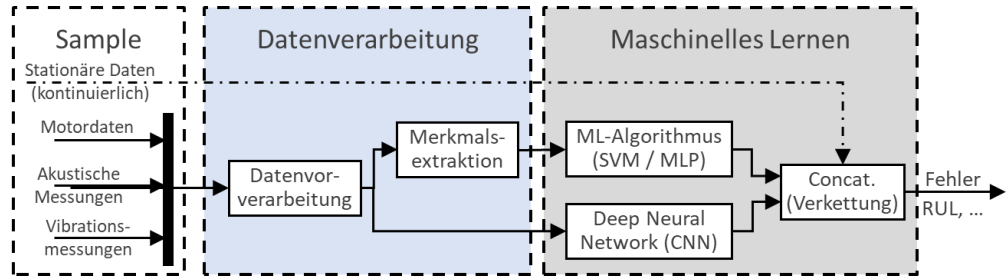 Sample
Stationäre Daten
(kontinuierlich)
Motordaten
Akustische
Messungen
Vibrations-
messungen
Datenverarbeitung
Datenvor-
verarbeitung
Merkmals-
extraktion
Maschinelles Lernen
ML-Algorithmus
(SVM / MLP)
Deep Neural
Network (CNN)
Concat.
(Verkettung)
Fehler
RUL, ...